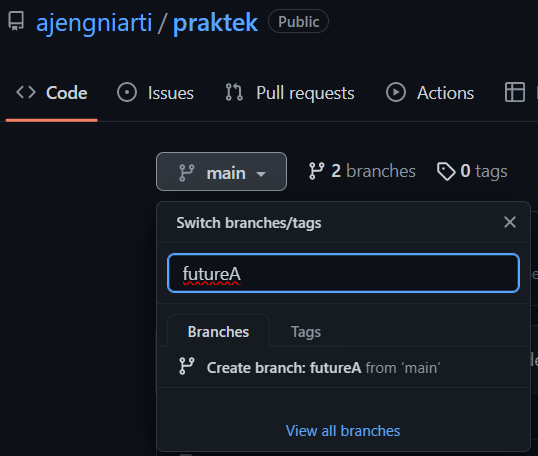 ajengniarti / praktek Public
Code Issues Pull requests Actions
main 2 branches 0 tags
Switch branches/tags
futureA
Branches Tags
Create branch: futureA from ‘main’
View all branches